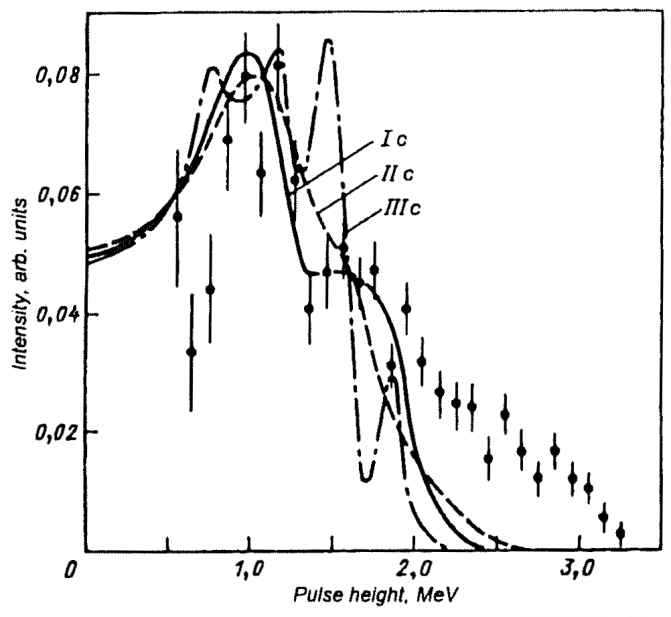 0,08
0,06
0,04
0,02
Intensity, arb. units
I c
II c
IIIc
0
1,0
2,0
3,0
Pulse height, MeV